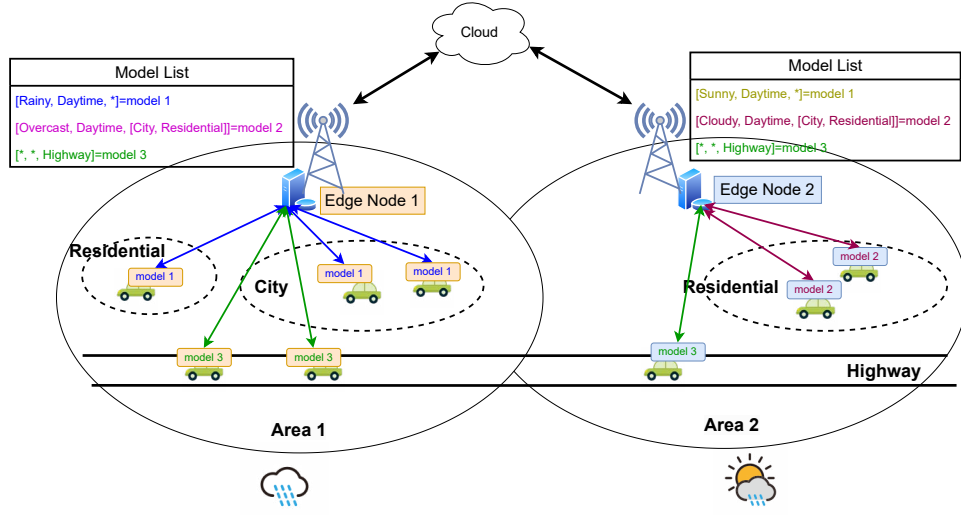 Cloud
Model List
[Rainy, Daytime, *]=model 1
[Overcast, Daytime, [City, Residential]]=model 2
[*, *, Highway]=model 3
Model List
[Sunny, Daytime, *]=model 1
[Cloudy, Daytime, [City, Residential]]=model 2
[*, *, Highway]=model 3
Edge Node 1
Edge Node 2
Residential
model 1
City
model 1
model 1
model 2
Residential
model 2
model 3
model 3
model 3
Highway
Area 1
Area 2